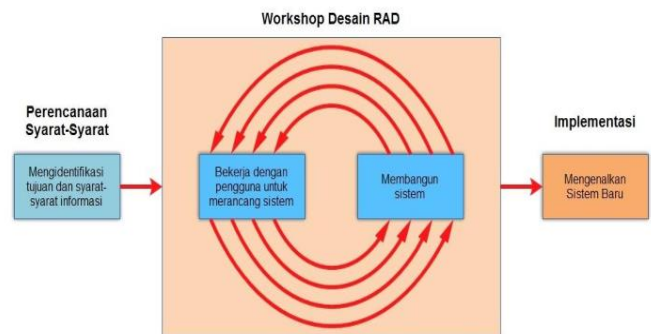 Workshop Desain RAD
Perencanaan
Syarat-Syarat
Mengidentifikasi
tujuan dan syarat-
syarat informasi
Bekerja dengan
pengguna untuk
merancang sistem
Membangun
sistem
Implementasi
Mengenalkan
Sistem Baru